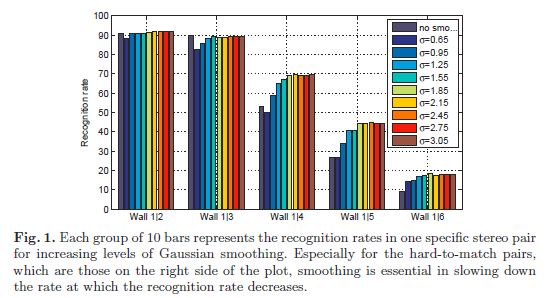 100
90
80
70
60
50
40
30
20
10
0
Recognition rate
Wall 1|2 Wall 1|3 Wall 1|4 Wall 1|5 Wall 1|6
no smo...
σ=0.65
σ=0.95
σ=1.25
σ=1.55
σ=1.85
σ=2.15
σ=2.45
σ=2.75
σ=3.05
Fig. 1. Each group of 10 bars represents the recognition rates in one specific stereo pair
for increasing levels of Gaussian smoothing. Especially for the hard-to-match pairs,
which are those on the right side of the plot, smoothing is essential in slowing down
the rate at which the recognition rate decreases.